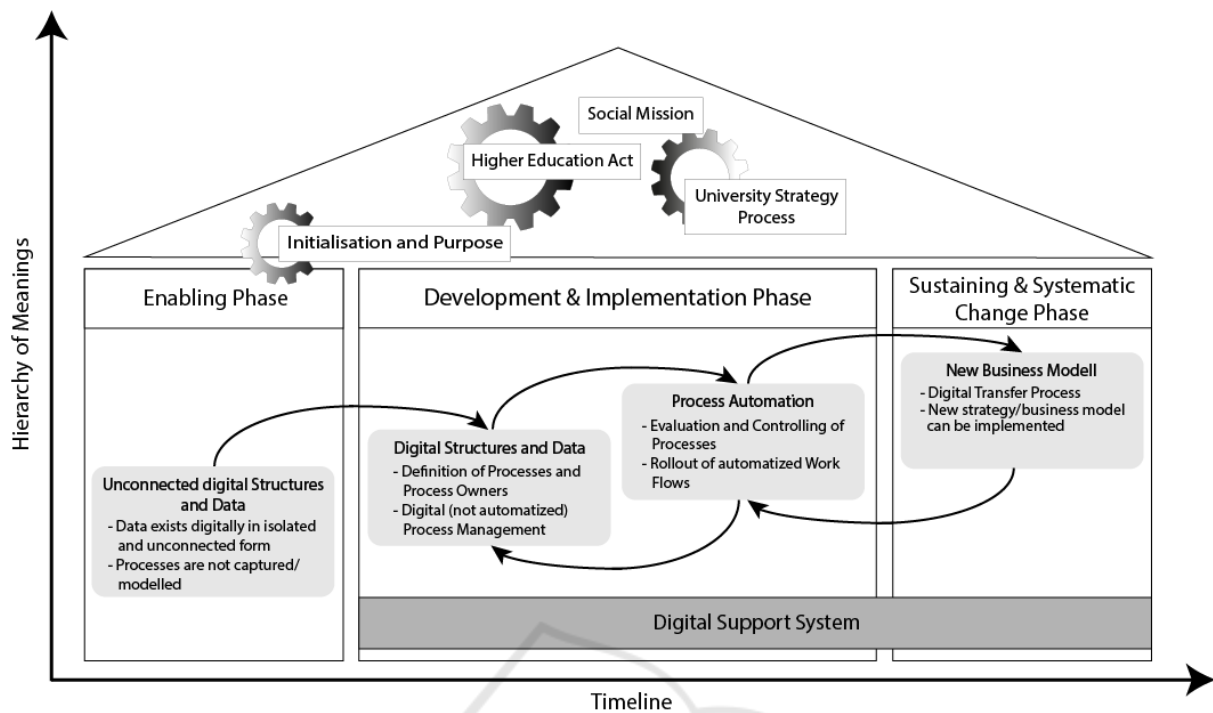 Hierarchy of Meanings
Social Mission
Higher Education Act
University Strategy
Process
Initialisation and Purpose
Enabling Phase
Development & Implementation Phase
Sustaining & Systematic
Change Phase
Unconnected digital Structures
and Data
- Data exists digitally in isolated
and unconnected form
- Processes are not captured/
modelled
Digital Structures and Data
- Definition of Processes and
Process Owners
- Digital (not automatized)
Process Management
Process Automation
- Evaluation and Controlling of
Processes
- Rollout of automatized Work
Flows
New Business Modell
- Digital Transfer Process
- New strategy/business model
can be implemented
Digital Support System
Timeline